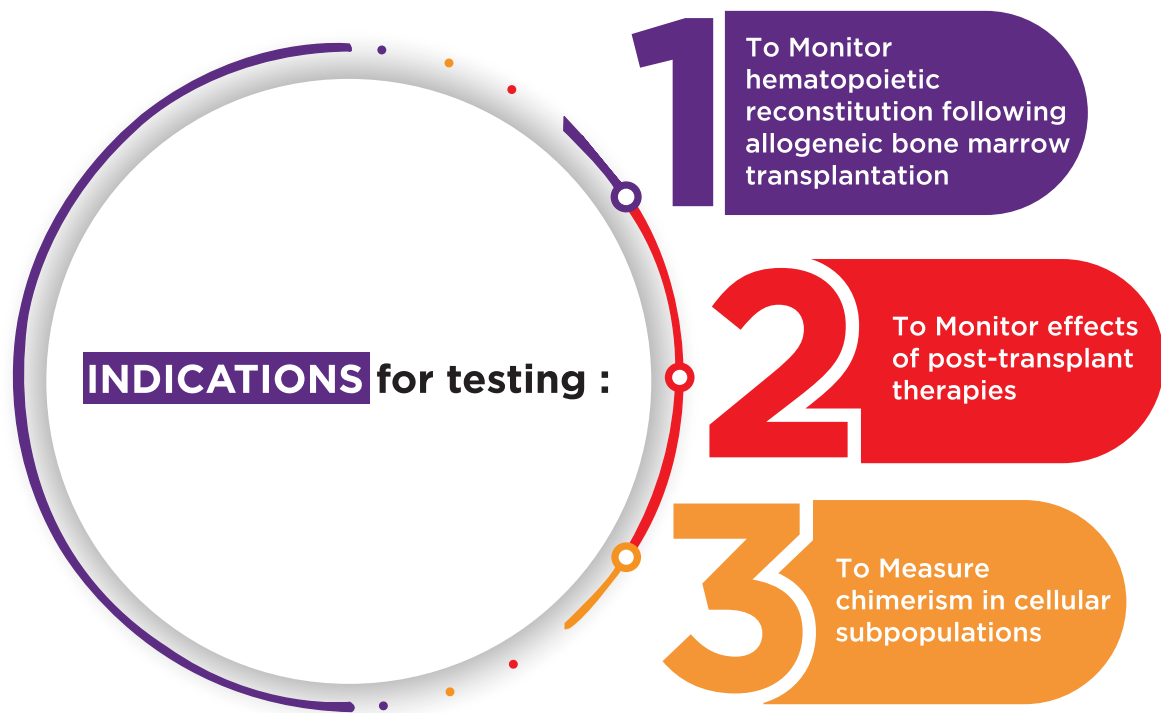 INDICATIONS for testing :
1
To Monitor
hematopoietic
reconstitution following
allogeneic bone marrow
transplantation
2
To Monitor effects
of post-transplant
therapies
3
To Measure
chimerism in cellular
subpopulations